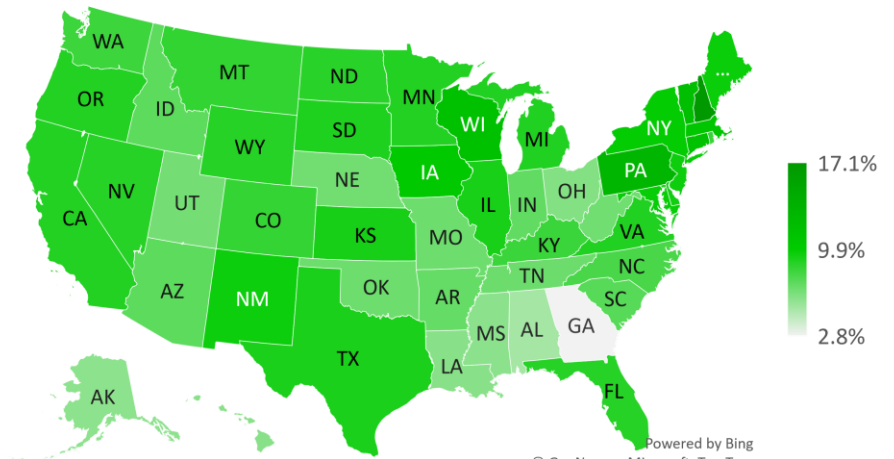 WA
MT
ND
MN
OR
ID
WY
SD
WI
MI
NY
...
NV
UT
NE
IA
PA
CA
CO
KS
IL
IN
OH
MO
KY
VA
AZ
NM
OK
AR
TN
NC
SC
TX
LA
MS
AL
GA
AK
FL
17.1%
9.9%
2.8%
Powered by Bing